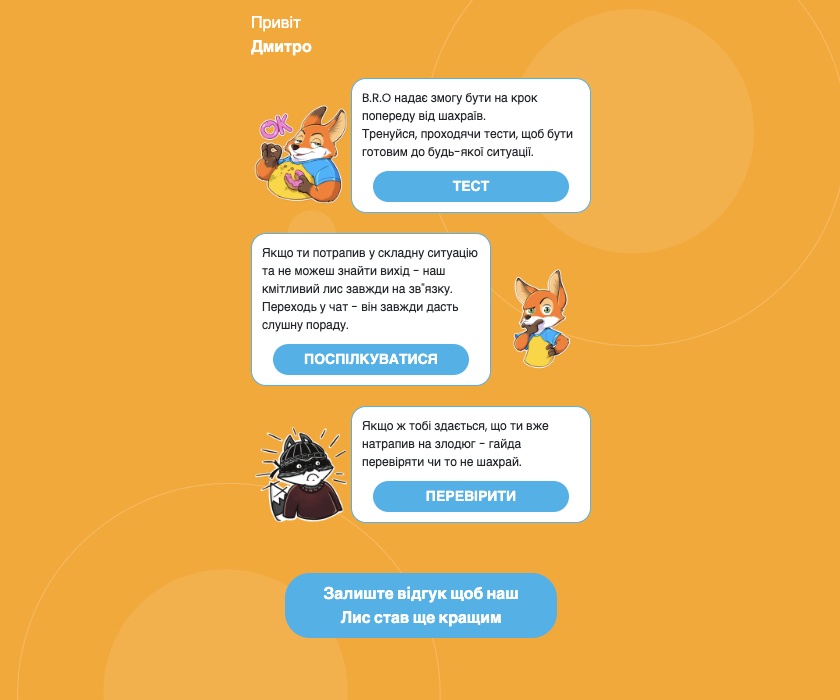 Привіт
Дмитро
B.R.O надає змогу бути на крок
попереду від шахраїв.
Тренуйся, проходячи тести, щоб бути
готовим до будь-якої ситуації.
OK
ТЕСТ
Якщо ти потрапив у складну ситуацію
та не можеш знайти вихід - наш
кмітливий лис завжди на зв"язку.
Переходь у чат - він завжди дасть
слушну пораду.
ПОСПІЛКУВАТИСЯ
Якщо ж тобі здається, що ти вже
натрапив на злодюг - гайда
перевіряти чи то не шахрай.
ПЕРЕВІРИТИ
Залиште відгук щоб наш
Лис став ще кращим